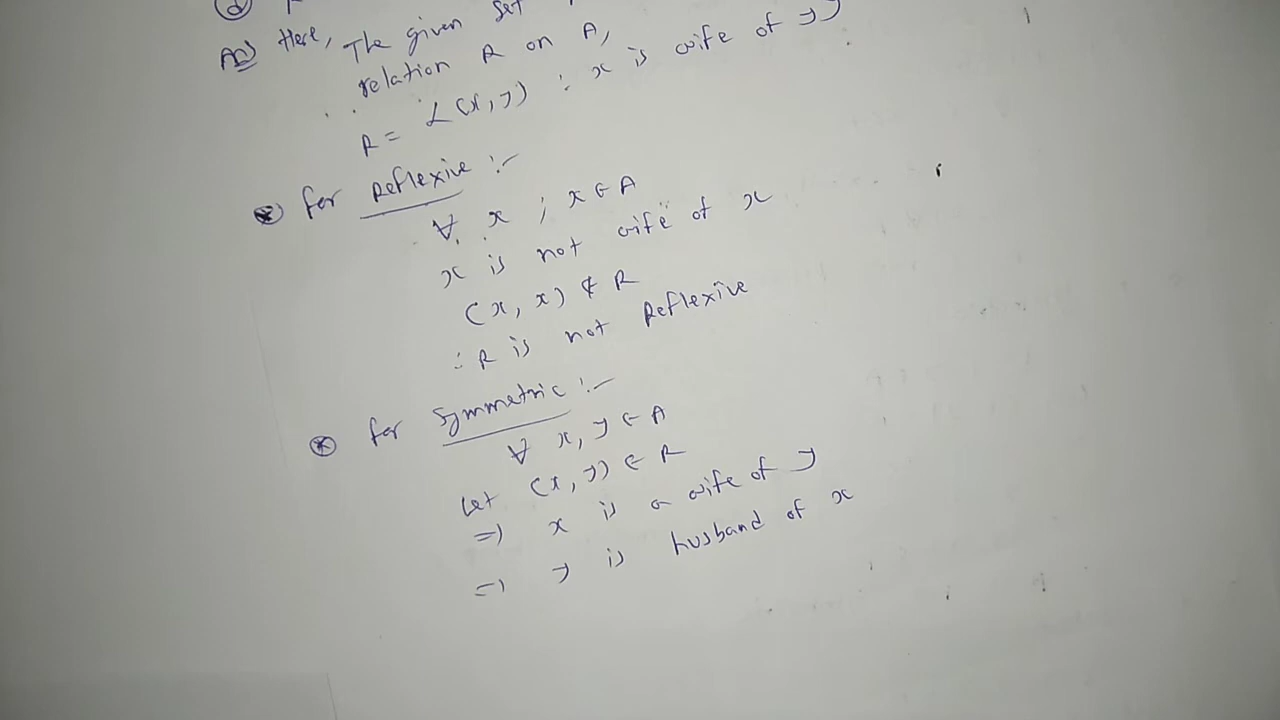 (d)
Ans Here, The given set
relation R on A,
R = {(x, y) : x is wife of y}
* for Reflexive :-
∀ x ; x ∈ A
x is not wife of x
(x, x) ∉ R
∴ R is not Reflexive
* for Symmetric :-
∀ x, y ∈ A
Let (x, y) ∈ R
=) x is a wife of y
=) y is husband of x